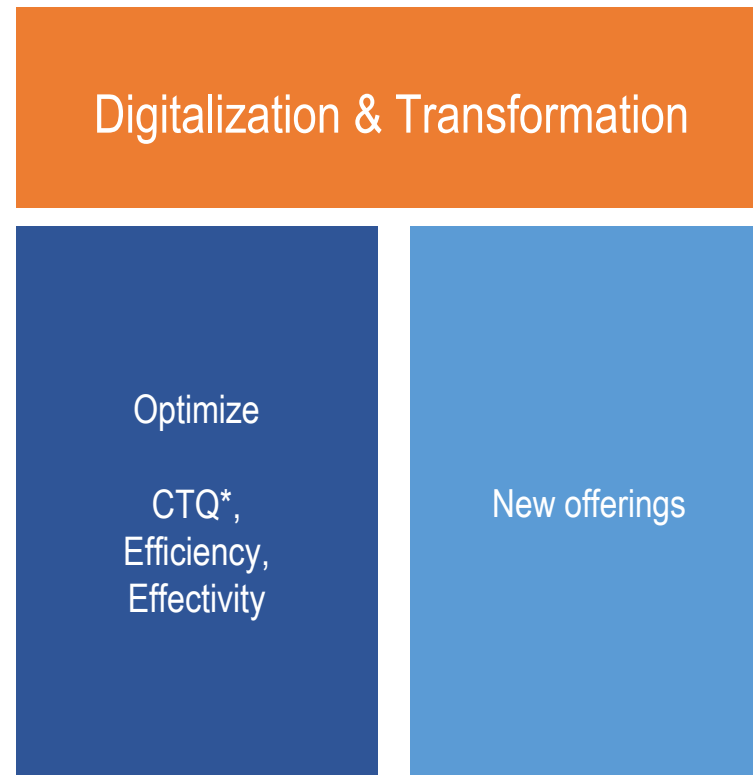 Digitalization & Transformation
Optimize
CTQ*,
Efficiency,
Effectivity
New offerings